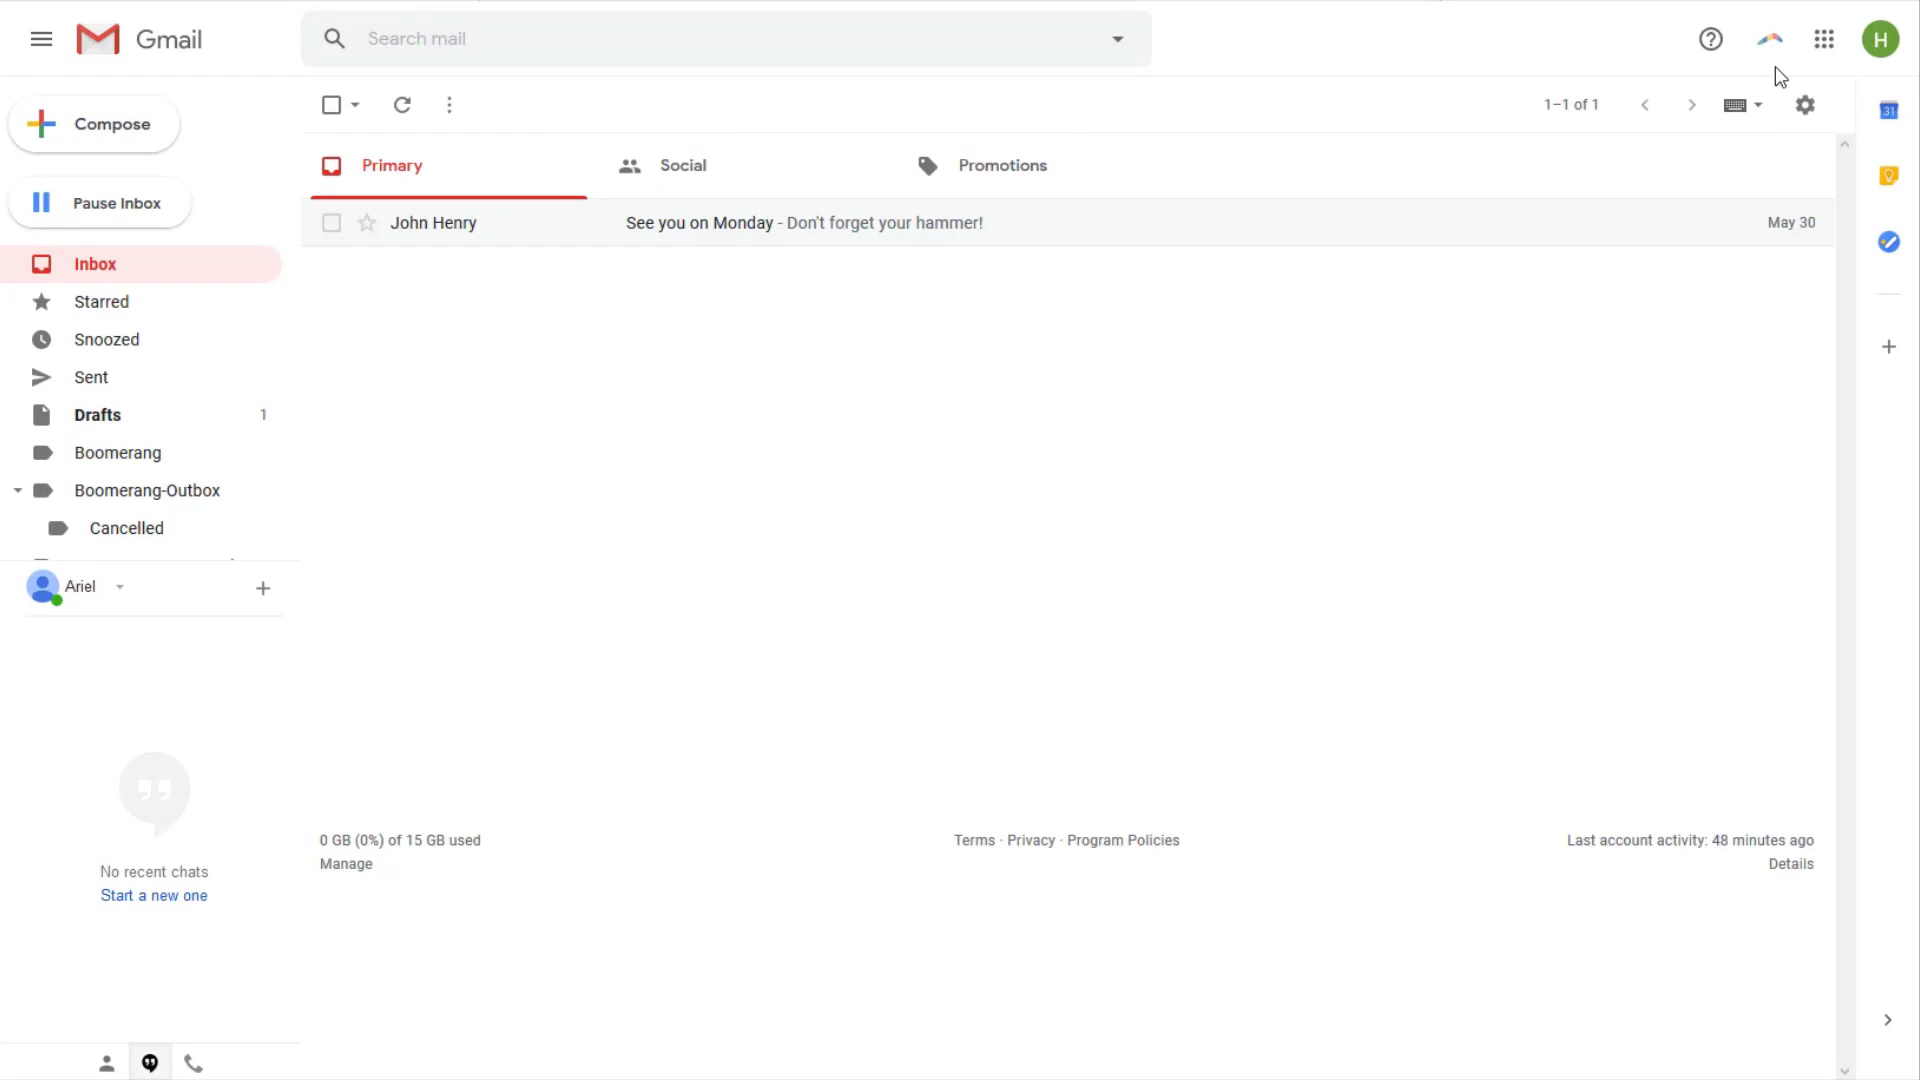 Gmail
Search mail
H
Compose
1–1 of 1
31
Primary
Social
Promotions
Pause Inbox
John Henry
See you on Monday - Don't forget your hammer!
May 30
Inbox
Starred
Snoozed
Sent
Drafts
1
Boomerang
Boomerang-Outbox
Cancelled
Ariel
0 GB (0%) of 15 GB used
Manage
Terms · Privacy · Program Policies
Last account activity: 48 minutes ago
Details
No recent chats
Start a new one